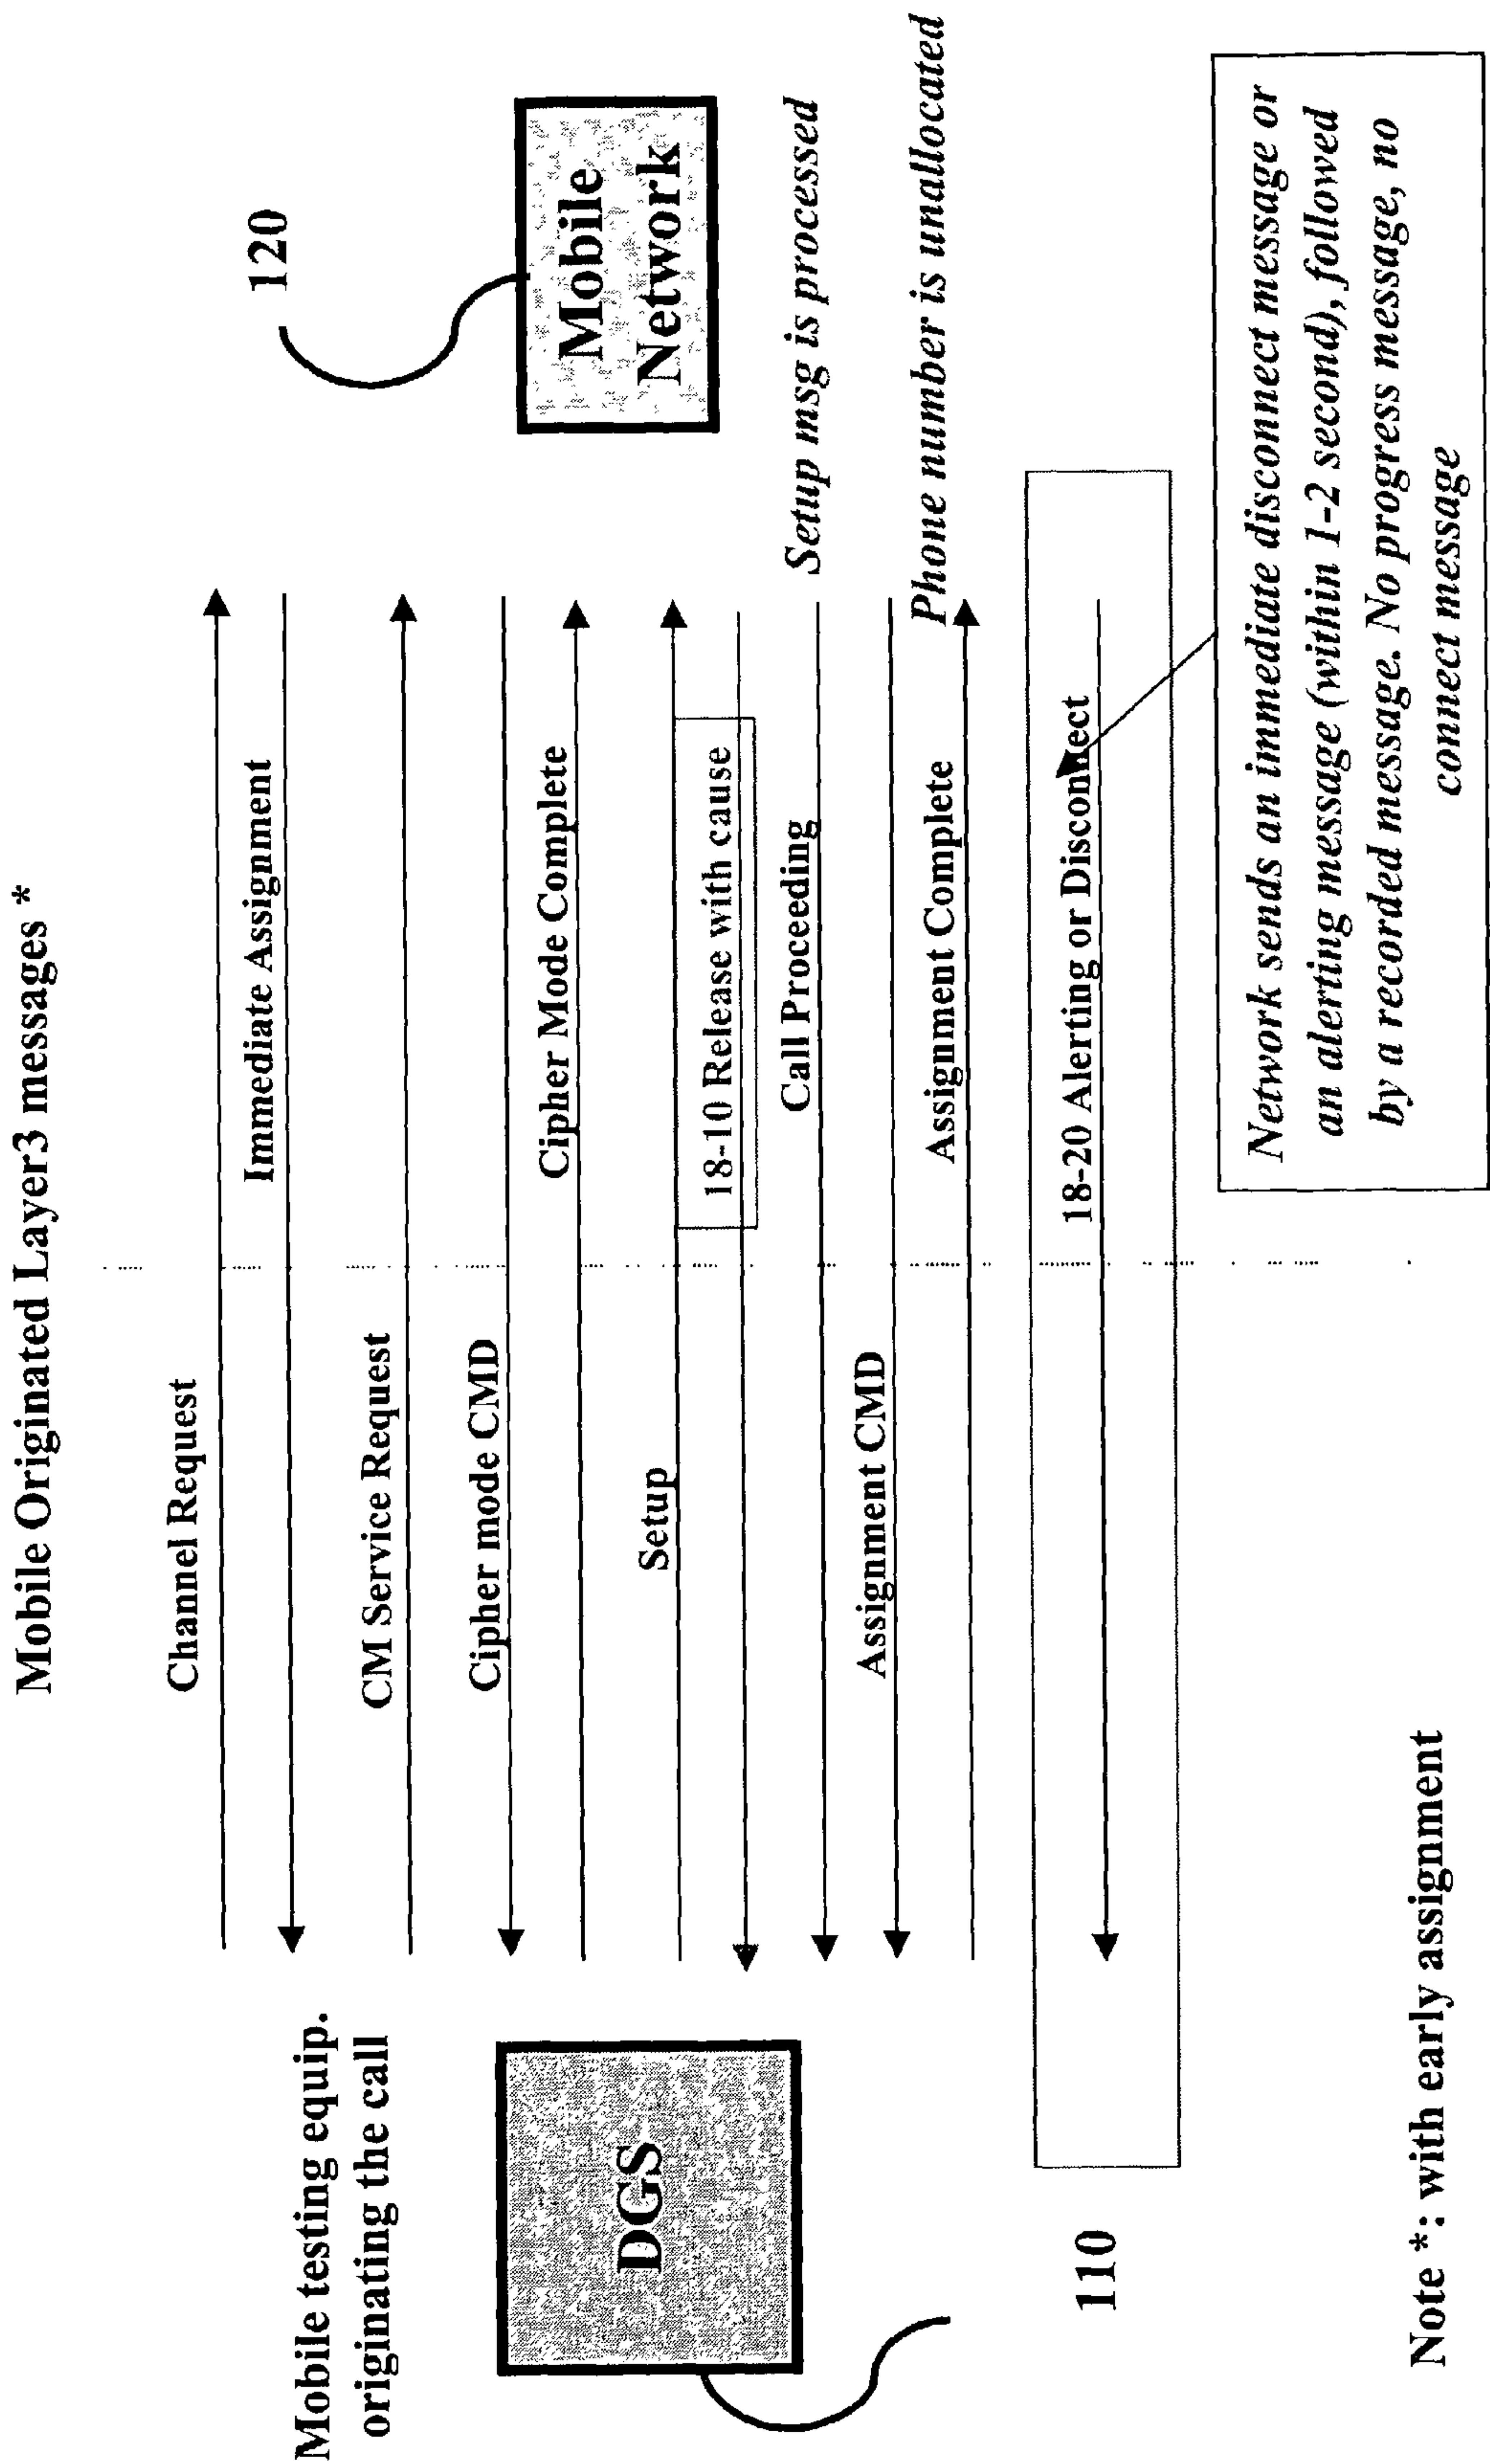 Mobile Originated Layer3 messages *
Mobile testing equip.
originating the call
DGS
110
120
Mobile
Network
Channel Request
Immediate Assignment
CM Service Request
Cipher mode CMD
Cipher Mode Complete
Setup
18-10 Release with cause
Setup msg is processed
Call Proceeding
Assignment CMD
Phone number is unallocated
Assignment Complete
18-20 Alerting or Disconnect
Network sends an immediate disconnect message or
an alerting message (within 1-2 second), followed
by a recorded message. No progress message, no
connect message
Note *: with early assignment